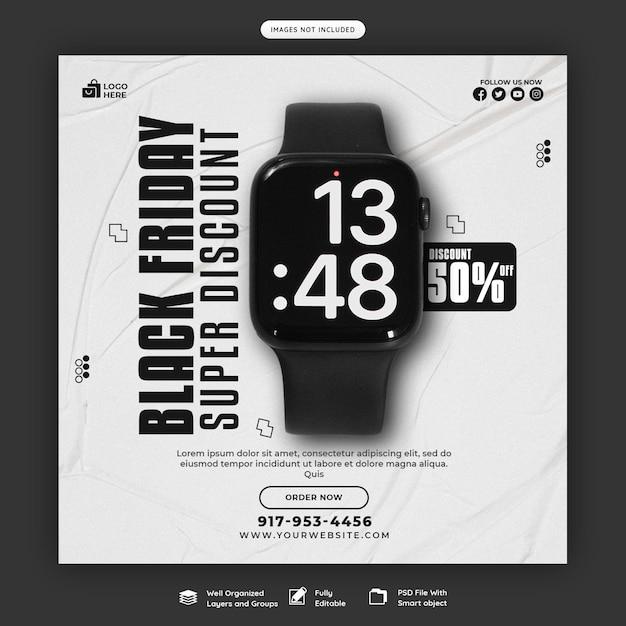 IMAGES NOT INCLUDED
LOGO
HERE
FOLLOW US NOW
BLACK FRIDAY
SUPER DISCOUNT
13
:48
DISCOUNT
50% OFF
Lorem ipsum dolor sit amet, consectetur adipiscing elit,
sed do eiusmod tempor incididunt ut labore et dolore
Quis
ORDER NOW
917-953-4456
WWW.YOURWEBSITE.COM
Well Organized
Layers and Groups
Fully
Editable
PSD File With
Smart object